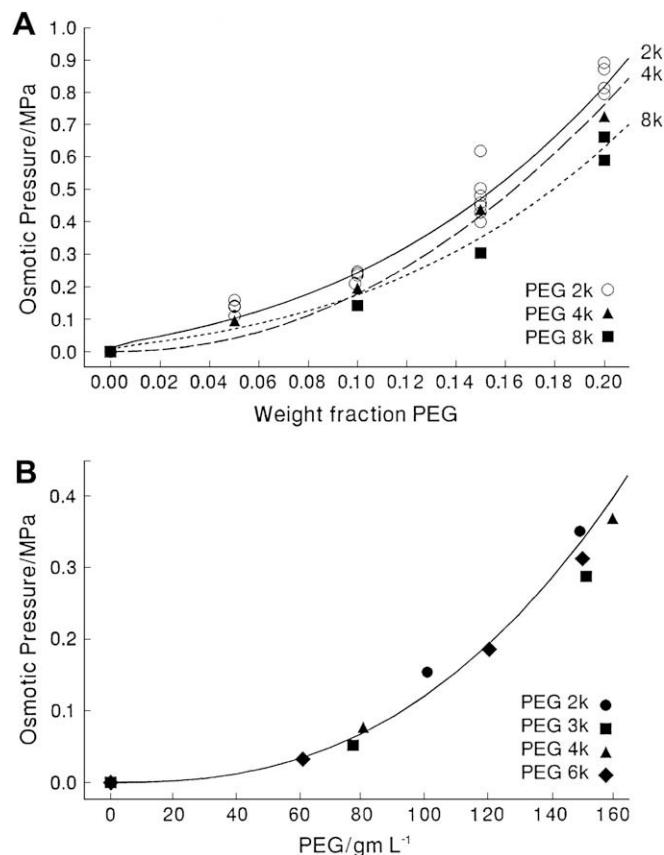 A
1.0
0.9
0.8
0.7
0.6
0.5
0.4
0.3
0.2
0.1
0.0
Osmotic Pressure/MPa
2k
4k
8k
PEG 2k
PEG 4k
PEG 8k
0.00 0.02 0.04 0.06 0.08 0.10 0.12 0.14 0.16 0.18 0.20
Weight fraction PEG
B
0.4
0.3
0.2
0.1
0.0
Osmotic Pressure/MPa
PEG 2k
PEG 3k
PEG 4k
PEG 6k
0 20 40 60 80 100 120 140 160
PEG/gm L⁻¹